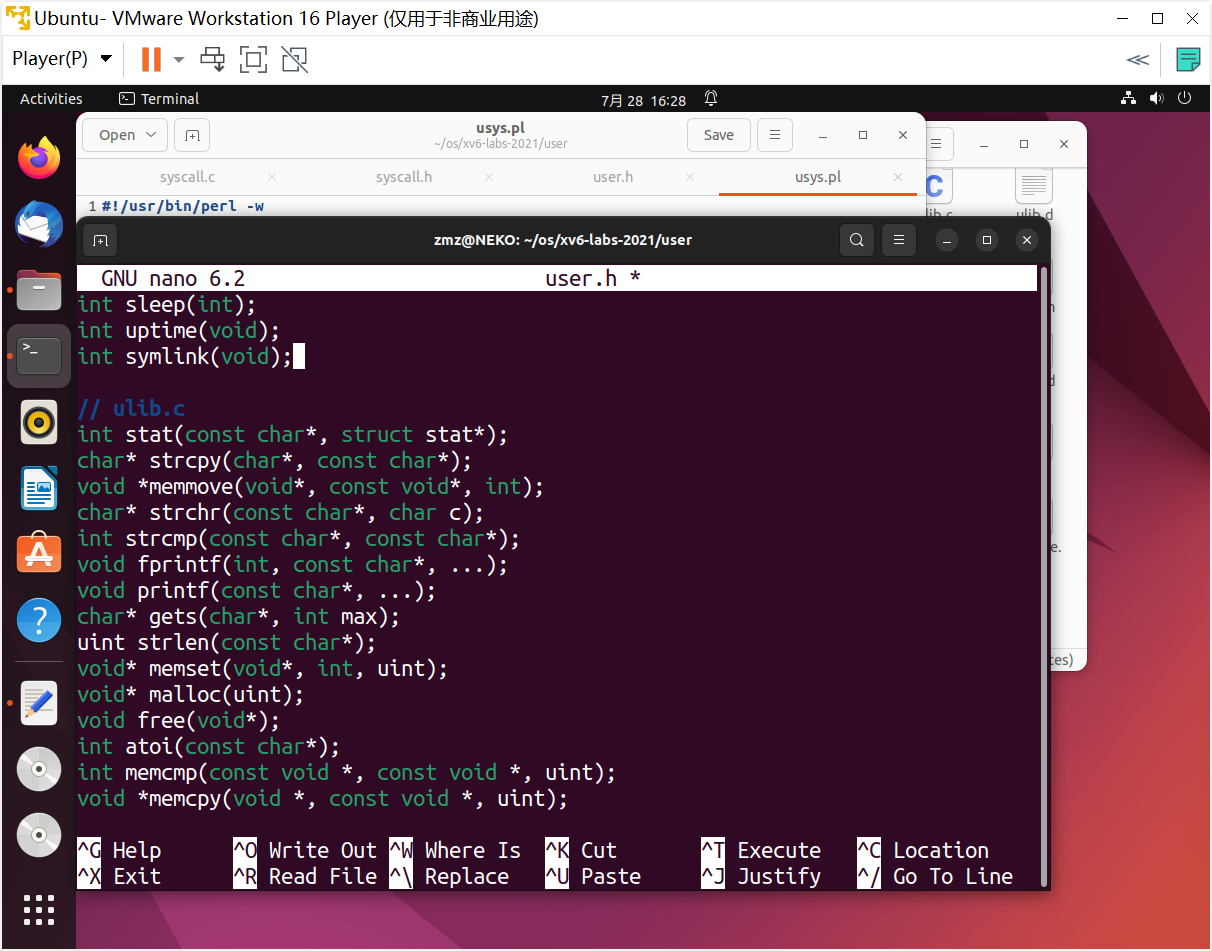 Ubuntu- VMware Workstation 16 Player (仅用于非商业用途)
Player(P)
Activities
Terminal
7月 28 16:28
Open
usys.pl
~/os/xv6-labs-2021/user
Save
syscall.c
syscall.h
user.h
usys.pl
1 #!/usr/bin/perl -w
lib.c
ulib.d
zmz@NEKO: ~/os/xv6-labs-2021/user
GNU nano 6.2 user.h *
int sleep(int);
int uptime(void);
int symlink(void);
// ulib.c
int stat(const char*, struct stat*);
char* strcpy(char*, const char*);
void *memmove(void*, const void*, int);
char* strchr(const char*, char c);
int strcmp(const char*, const char*);
void fprintf(int, const char*, ...);
void printf(const char*, ...);
char* gets(char*, int max);
uint strlen(const char*);
void* memset(void*, int, uint);
void* malloc(uint);
void free(void*);
int atoi(const char*);
int memcmp(const void *, const void *, uint);
void *memcpy(void *, const void *, uint);
^G Help ^O Write Out ^W Where Is ^K Cut ^T Execute ^C Location
^X Exit ^R Read File ^\ Replace ^U Paste ^J Justify ^/ Go To Line